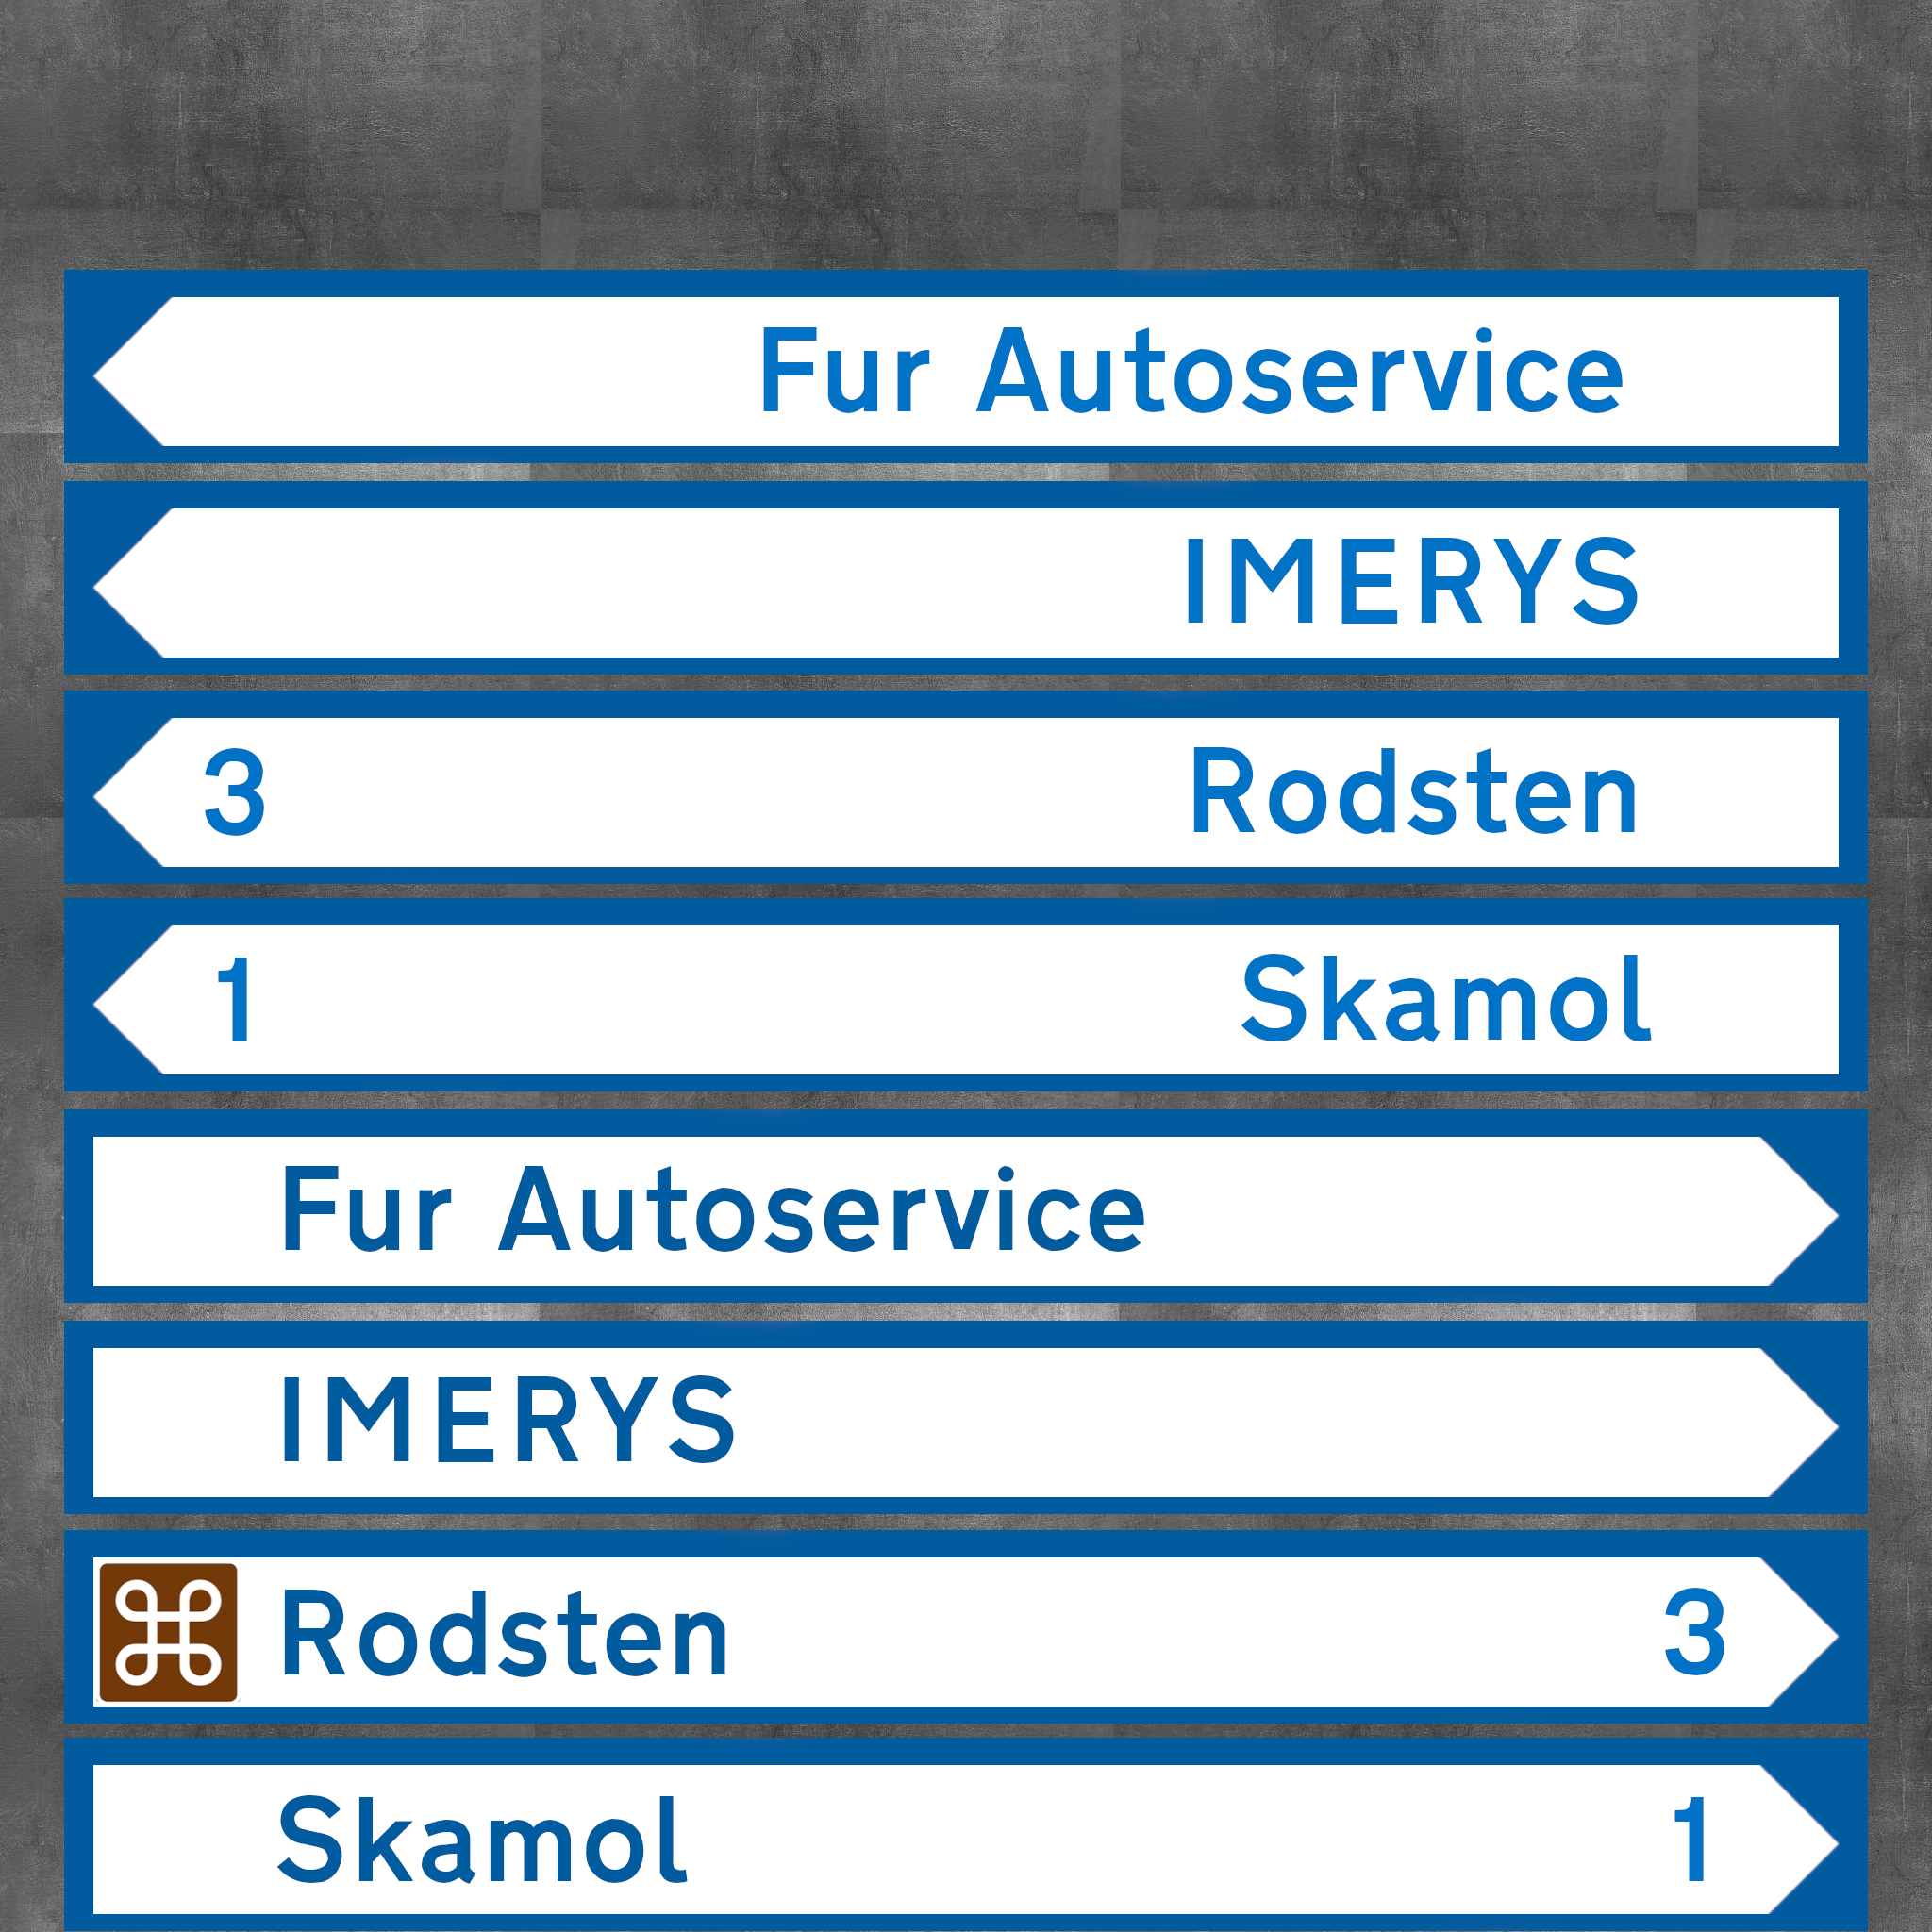 Fur Autoservice
IMERYS
3 Rodsten
1 Skamol
Fur Autoservice
IMERYS
Rodsten 3
Skamol 1